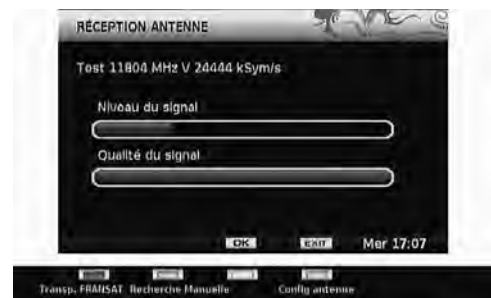 RÉCEPTION ANTENNE
Test 11804 MHz V 24444 kSym/s
Niveau du signal
Qualité du signal
OK EXIT Mer 17:07
Transp. FRANSAT Recherche Manuelle Config antenne